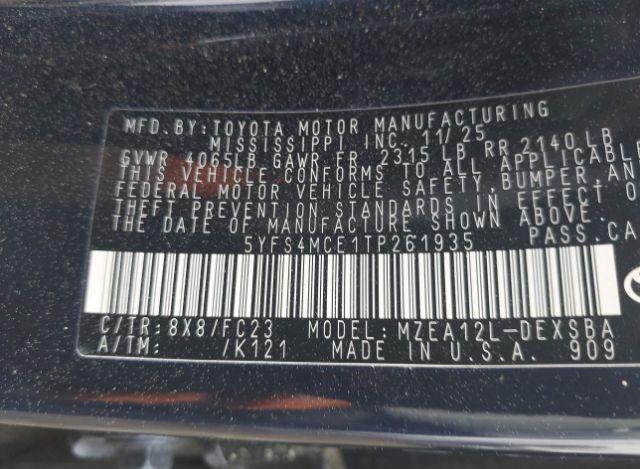 MFD.BY:TOYOTA MOTOR MANUFACTURING
MISSISSIPPI INC. 11/25
GVWR 4065LB GAWR FR 2315 LB RR 2140 LB
THIS VEHICLE CONFORMS TO ALL APPLICABLE
FEDERAL MOTOR VEHICLE SAFETY,BUMPER AN
THEFT PREVENTION STANDARDS IN EFFECT O
THE DATE OF MANUFACTURE SHOWN ABOVE.
5YFS4MCE1TP261935 PASS.CA
C/TR:8X8/FC23 MODEL:MZEA12L-DEXSBA
A/TM: /K121 MADE IN U.S.A. 909